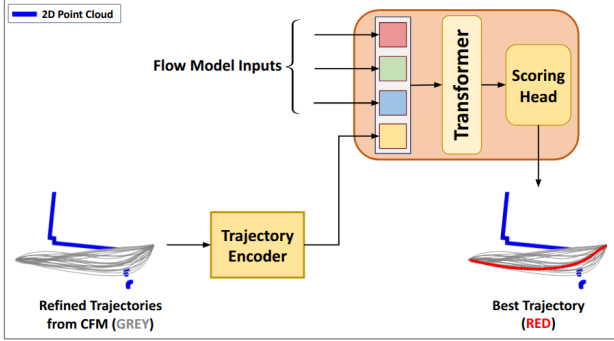 2D Point Cloud
Flow Model Inputs
Transformer
Scoring
Head
Trajectory
Encoder
Refined Trajectories
from CFM (GREY)
Best Trajectory
(RED)